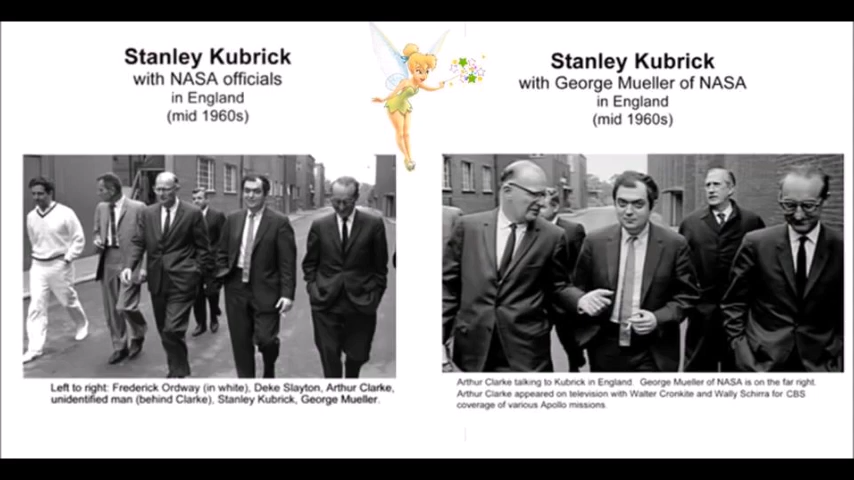 Stanley Kubrick
with NASA officials
in England
(mid 1960s)
Left to right: Frederick Ordway (in white), Deke Slayton, Arthur Clarke,
unidentified man (behind Clarke), Stanley Kubrick, George Mueller.
Stanley Kubrick
with George Mueller of NASA
in England
(mid 1960s)
Arthur Clarke talking to Kubrick in England. George Mueller of NASA is on the far right.
Arthur Clarke appeared on television with Walter Cronkite and Wally Schirra for CBS
coverage of various Apollo missions.